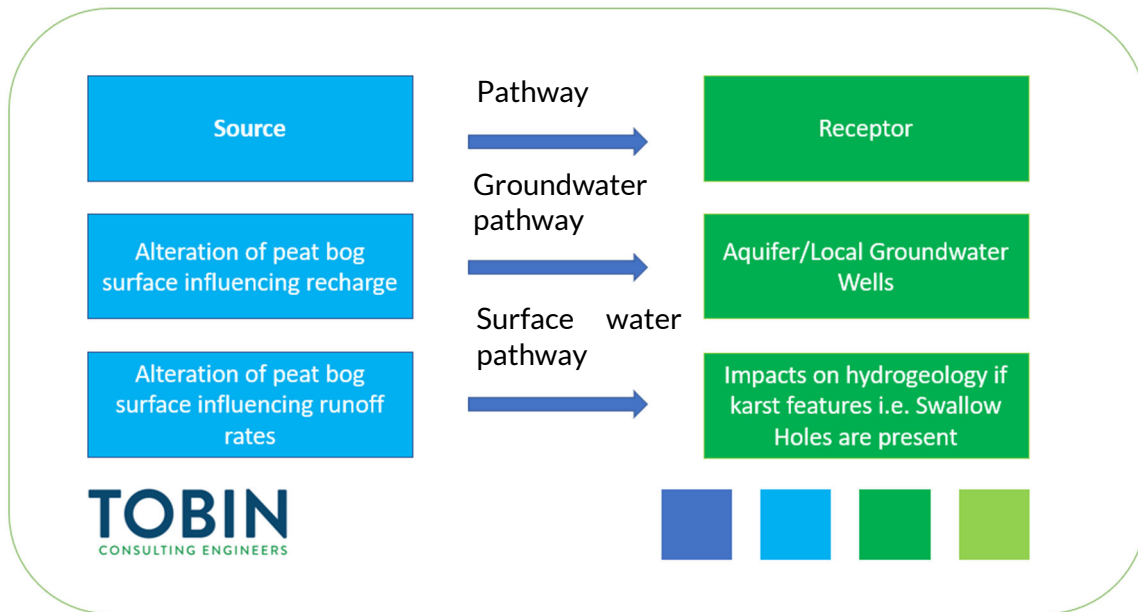 Source
Pathway
Receptor
Alteration of peat bog
surface influencing recharge
Groundwater
pathway
Aquifer/Local Groundwater
Wells
Alteration of peat bog
surface influencing runoff
rates
Surface water
pathway
Impacts on hydrogeology if
karst features i.e. Swallow
Holes are present
TOBIN
CONSULTING ENGINEERS